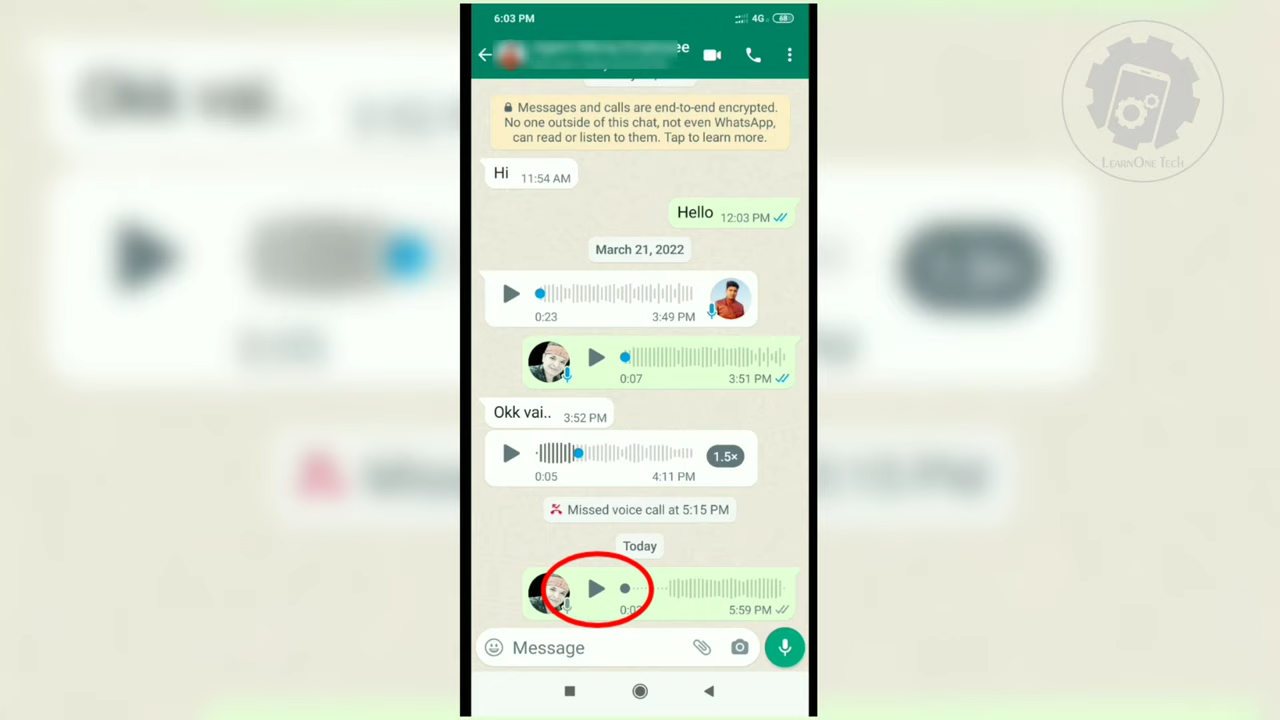 6:03 PM
4G
68
Messages and calls are end-to-end encrypted.
No one outside of this chat, not even WhatsApp,
can read or listen to them. Tap to learn more.
LearnOne Tech
Hi 11:54 AM
Hello 12:03 PM
March 21, 2022
0:23 3:49 PM
0:07 3:51 PM
Okk vai.. 3:52 PM
1.5×
0:05 4:11 PM
Missed voice call at 5:15 PM
Today
5:59 PM
Message